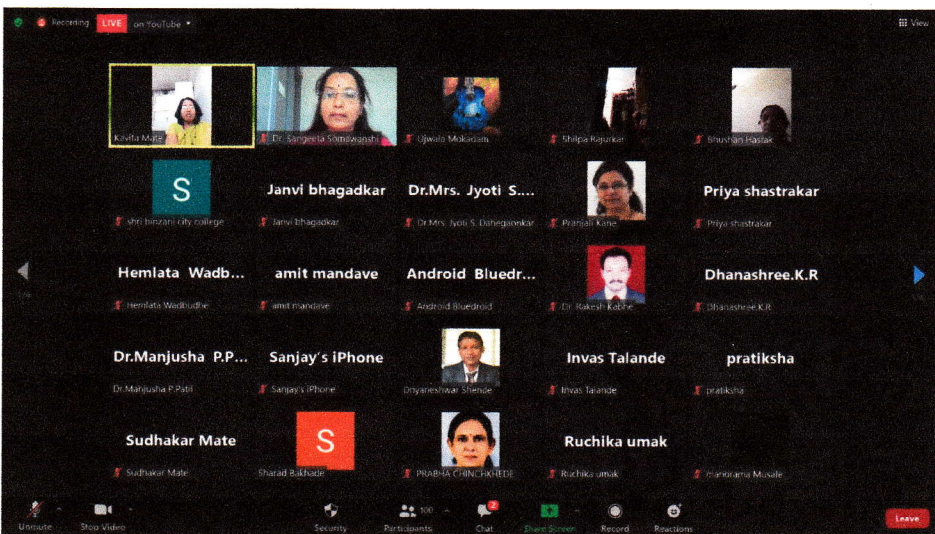 Recording LIVE on YouTube View
Kavita Mate Dr. Sangeeta Somawanshi Ujwala Mokadam Shilpa Rajurkar Bhushan Hastak
S Janvi bhagadkar Dr.Mrs. Jyoti S.... Priya shastrakar
shri binzani city college Janvi bhagadkar Dr.Mrs. Jyoti S. Dahegaonkar Pranjali Kane Priya shastrakar
Hemlata Wadb... amit mandave Android Bluedr... Dhanashree.K.R
Hemlata Wadbudhe amit mandave Android Bluedroid Dr. Rakesh Kabhe Dhanashree.K.R
Dr.Manjusha P.P... Sanjay's iPhone Invas Talande pratiksha
Dr.Manjusha P.Patil Sanjay's iPhone Dnyaneshwar Shende Invas Talande pratiksha
Sudhakar Mate S Ruchika umak
Sudhakar Mate Sharad Bakhade PRABHA CHINCHKHEDE Ruchika umak manorama Musale
100 2
Unmute Stop Video Security Participants Chat Share Screen Record Reactions Leave